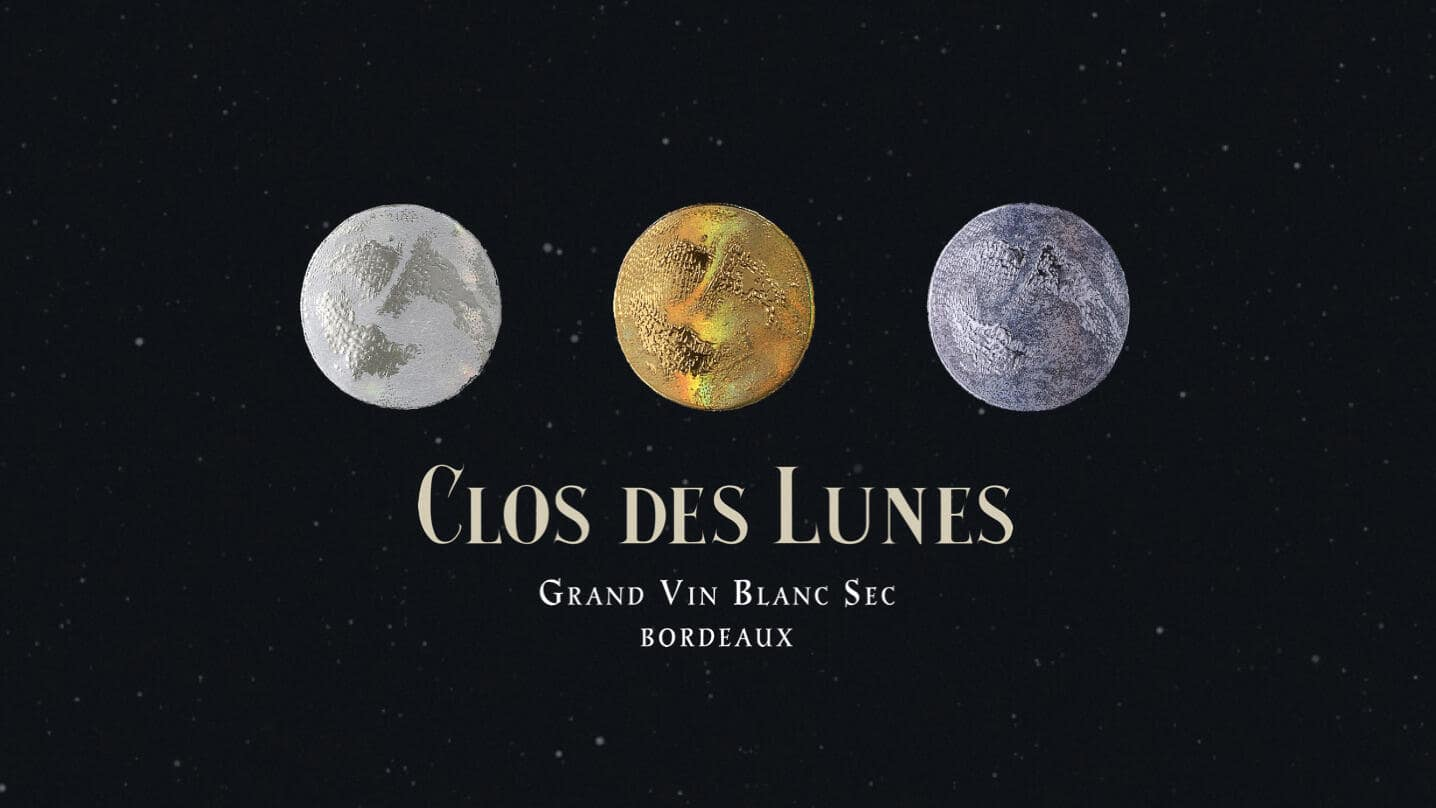 Clos des Lunes
Grand Vin Blanc Sec
BORDEAUX